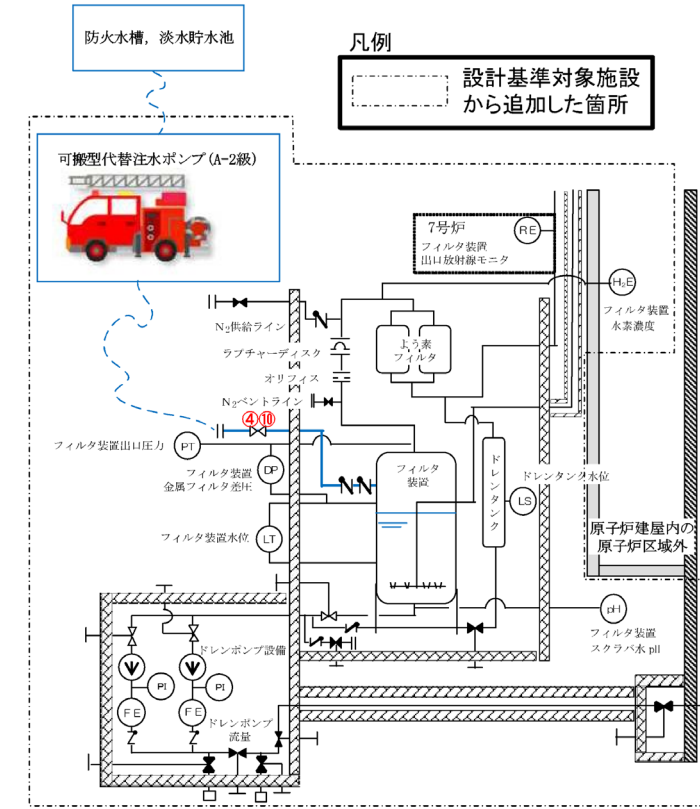 防火水槽，淡水貯水池
凡例
設計基準対象施設
から追加した箇所
可搬型代替注水ポンプ(A-2級)
7号炉
フィルタ装置
出口放射線モニタ
RE
H₂E
フィルタ装置
水素濃度
N₂供給ライン
よう素
フィルタ
ラプチャーディスク
オリフィス
N₂ベントライン
④⑩
フィルタ装置出口圧力
PT
フィルタ装置
金属フィルタ差圧
DP
フィルタ
装置
ドレンタンク
ドレンタンク水位
LS
フィルタ装置水位
LT
原子炉建屋内の
原子炉区域外
pH
フィルタ装置
スクラバ水pH
ドレンポンプ設備
PI
PI
FE
FE
ドレンポンプ
流量